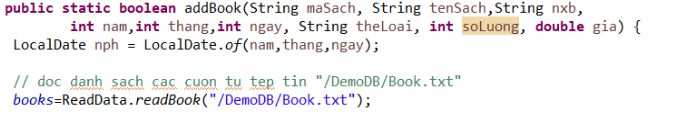 public static boolean addBook(String maSach, String tenSach,String nxb,
int nam,int thang,int ngay, String theLoai, int soLuong, double gia) {
LocalDate nph = LocalDate.of(nam,thang,ngay);
// doc danh sach cac cuon tu tep tin "/DemoDB/Book.txt"
books=ReadData.readBook("/DemoDB/Book.txt");